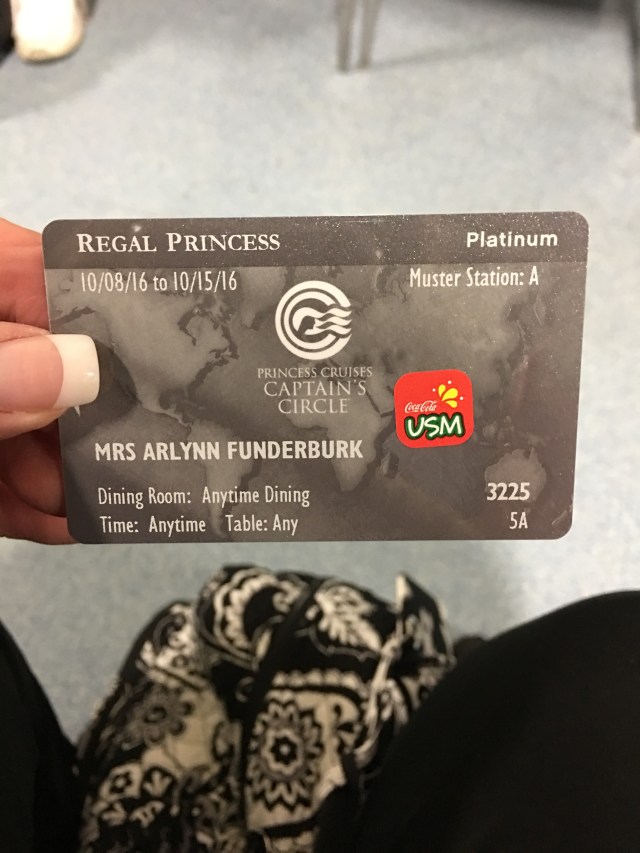 REGAL PRINCESS
Platinum
10/08/16 to 10/15/16
Muster Station: A
PRINCESS CRUISES
CAPTAIN'S
CIRCLE
Coca-Cola
USM
MRS ARLYNN FUNDERBURK
Dining Room: Anytime Dining
3225
Time: Anytime Table: Any
5A